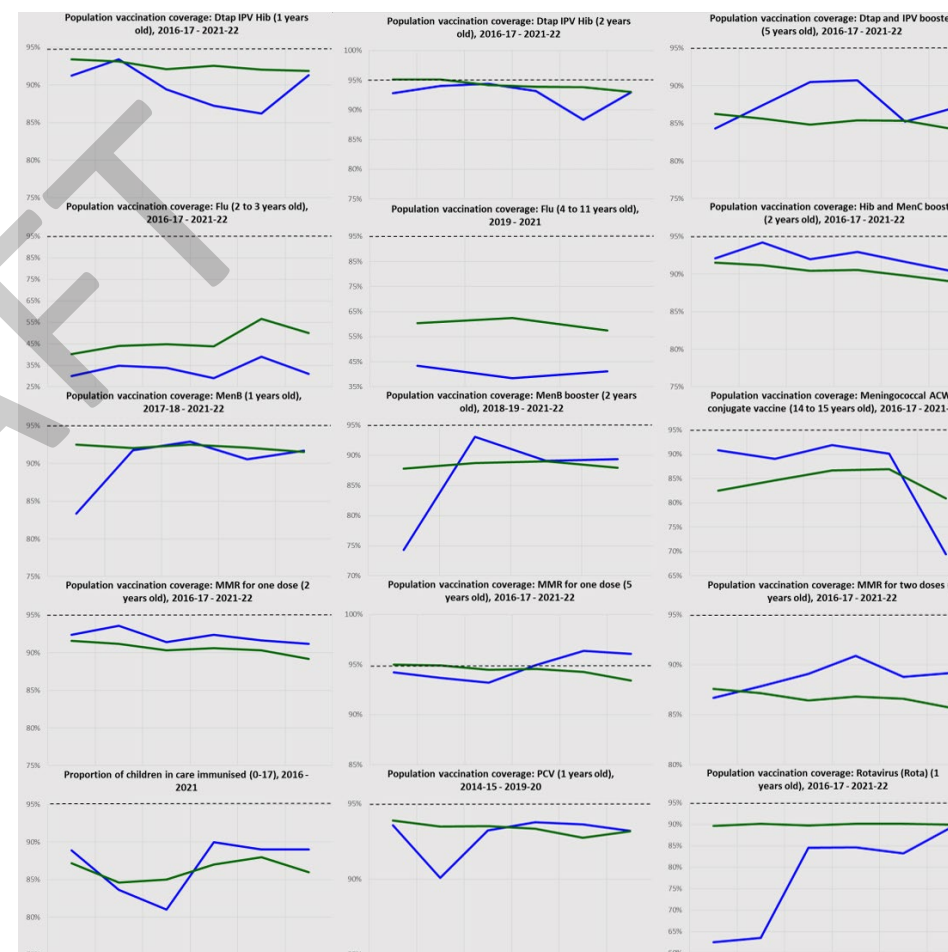 Population vaccination coverage: Dtap IPV Hib (1 years
old), 2016-17 - 2021-22
95%
90%
85%
80%
75%
Population vaccination coverage: Dtap IPV Hib (2 years
old), 2016-17 - 2021-22
100%
95%
90%
85%
80%
75%
Population vaccination coverage: Dtap and IPV booste
(5 years old), 2016-17 - 2021-22
95%
90%
85%
80%
75%
Population vaccination coverage: Flu (2 to 3 years old),
2016-17 - 2021-22
95%
85%
75%
65%
55%
45%
35%
25%
Population vaccination coverage: Flu (4 to 11 years old),
2019 - 2021
95%
85%
75%
65%
55%
45%
35%
Population vaccination coverage: Hib and MenC boost
(2 years old), 2016-17 - 2021-22
95%
90%
85%
80%
75%
Population vaccination coverage: MenB (1 years old),
2017-18 - 2021-22
95%
90%
85%
80%
75%
Population vaccination coverage: MenB booster (2 years
old), 2018-19 - 2021-22
95%
90%
85%
80%
75%
70%
Population vaccination coverage: Meningococcal ACW
conjugate vaccine (14 to 15 years old), 2016-17 - 2021-
95%
90%
85%
80%
75%
70%
65%
Population vaccination coverage: MMR for one dose (2
years old), 2016-17 - 2021-22
95%
90%
85%
80%
75%
Population vaccination coverage: MMR for one dose (5
years old), 2016-17 - 2021-22
100%
95%
90%
85%
Population vaccination coverage: MMR for two doses
years old), 2016-17 - 2021-22
95%
90%
85%
80%
Proportion of children in care immunised (0-17), 2016 -
2021
95%
90%
85%
80%
Population vaccination coverage: PCV (1 years old),
2014-15 - 2019-20
95%
90%
Population vaccination coverage: Rotavirus (Rota) (1
years old), 2016-17 - 2021-22
95%
90%
85%
80%
75%
70%
65%
FT